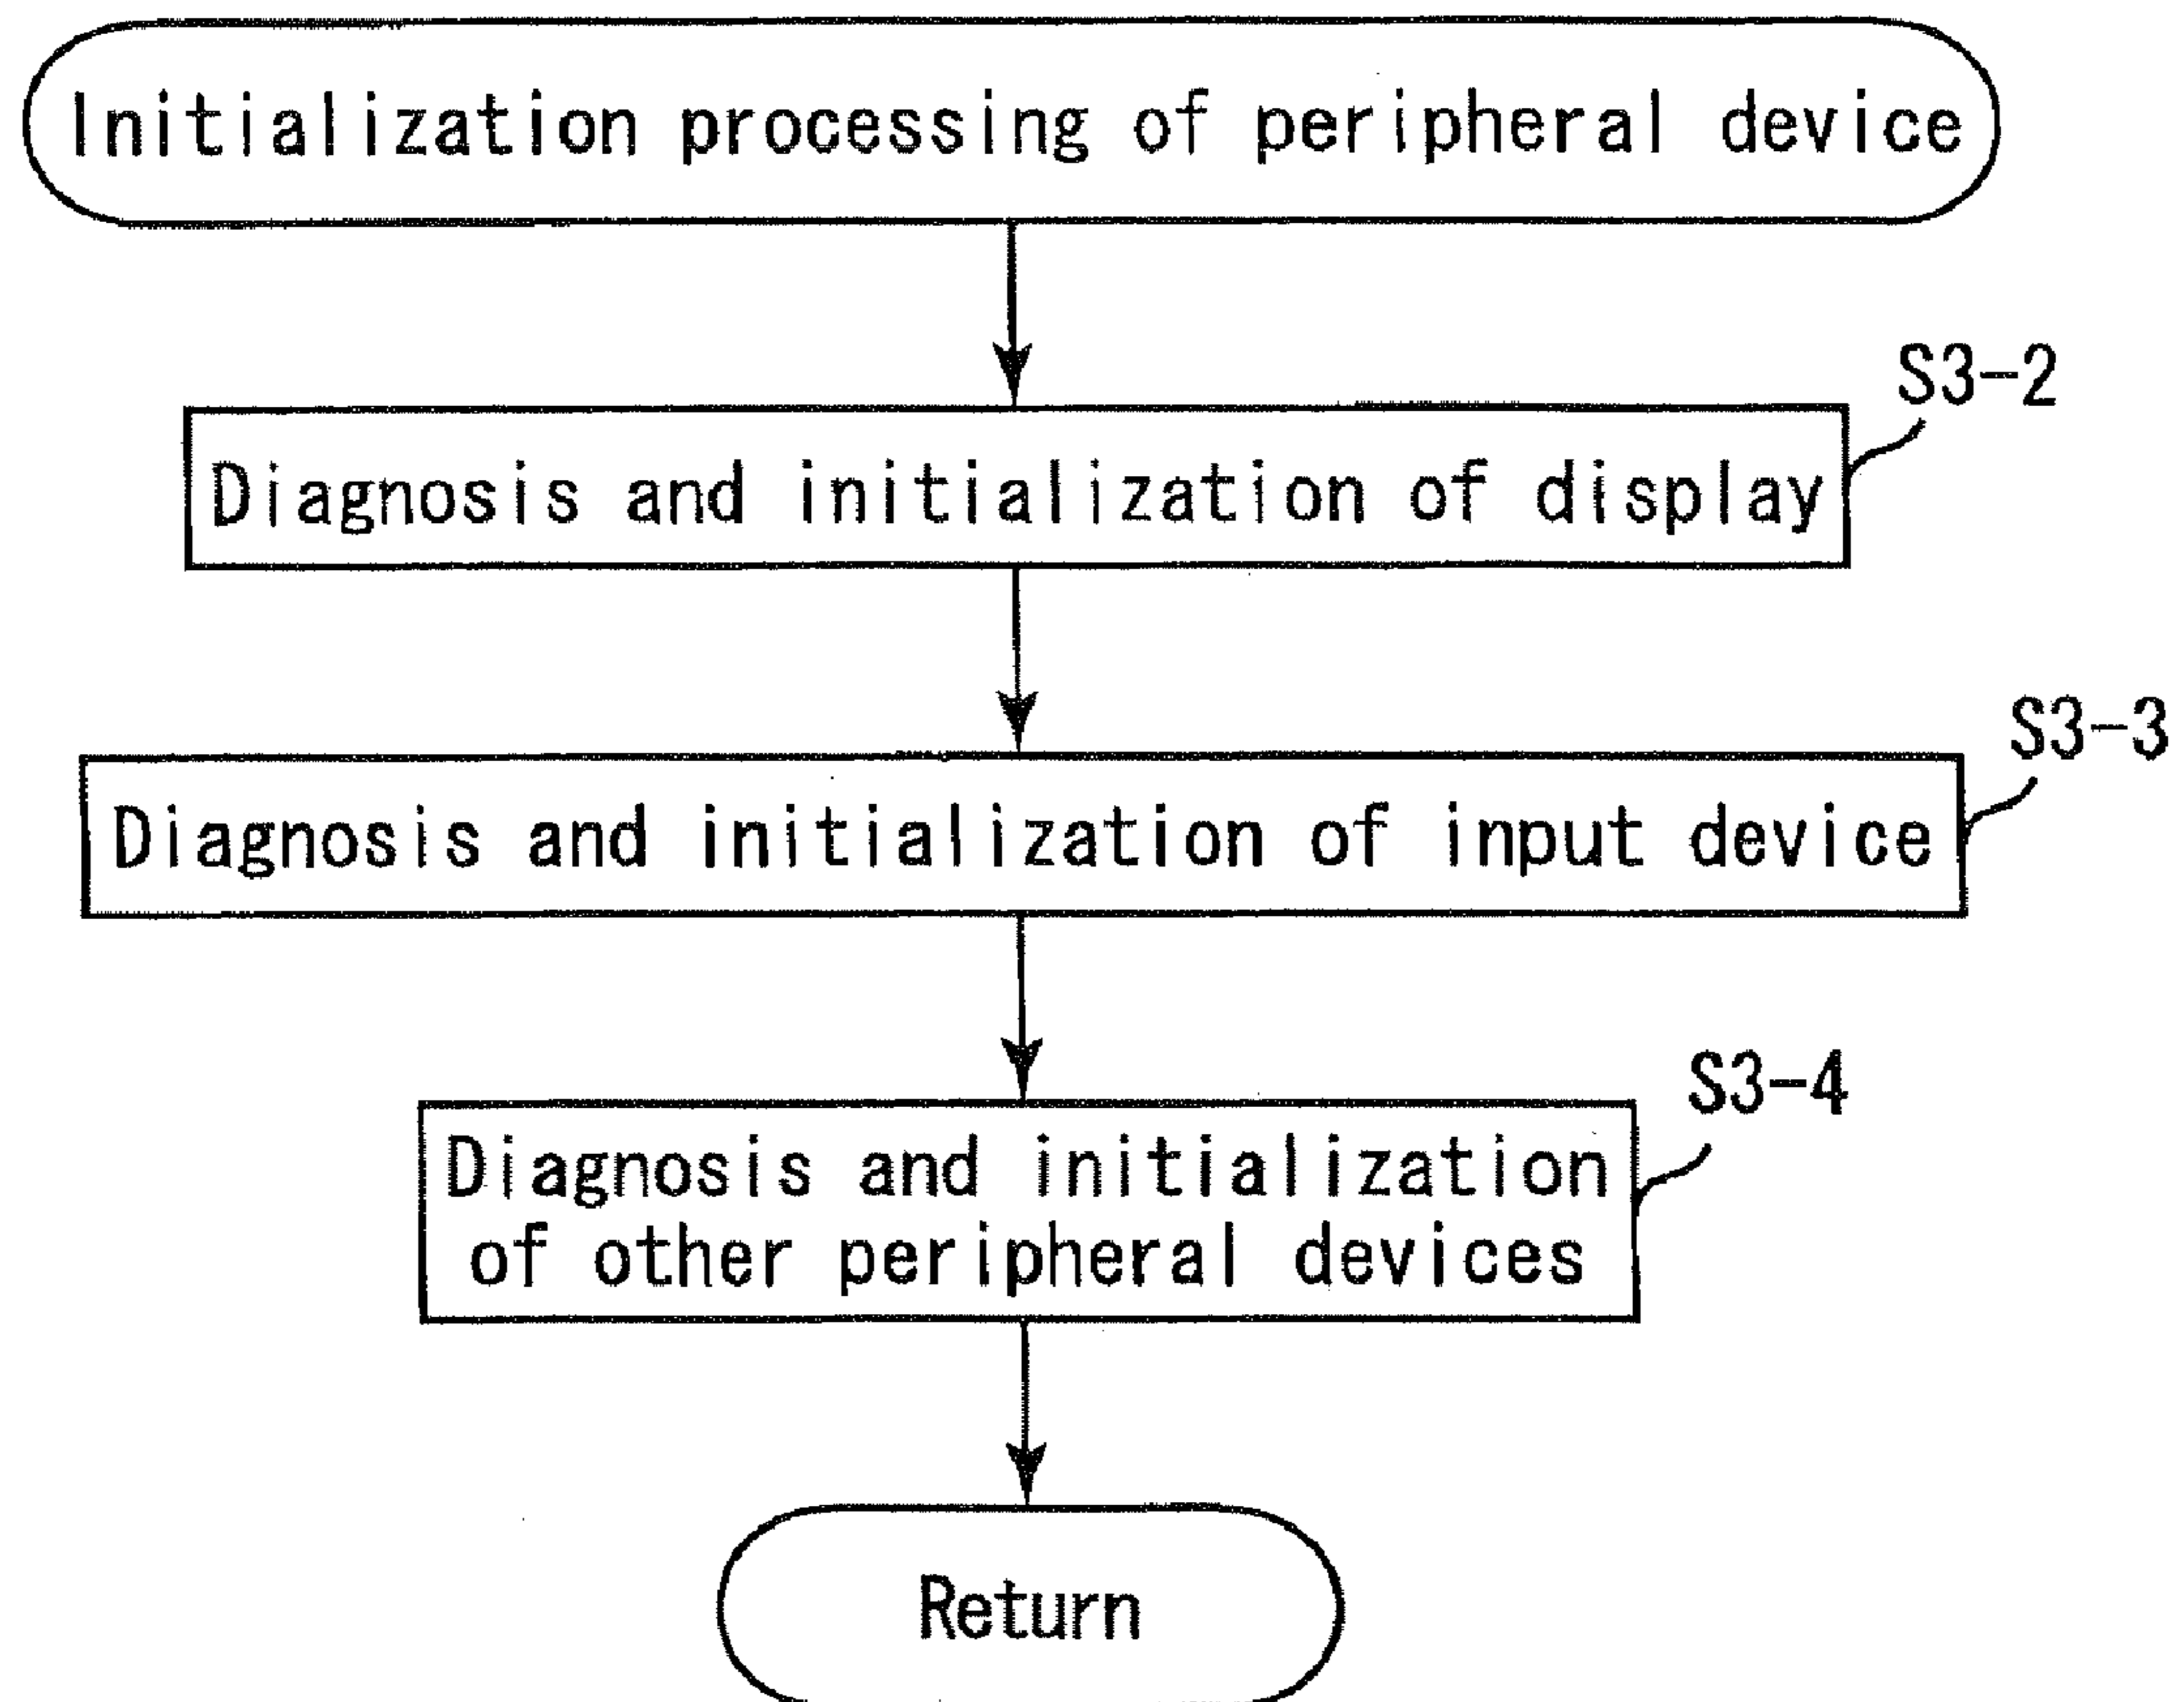 Initialization processing of peripheral device
S3-2
Diagnosis and initialization of display
S3-3
Diagnosis and initialization of input device
S3-4
Diagnosis and initialization
of other peripheral devices
Return